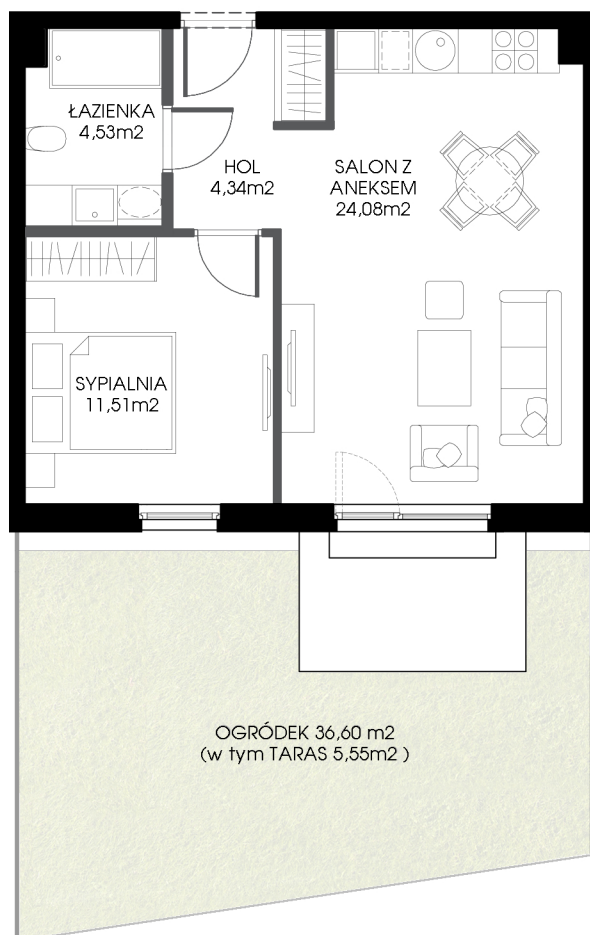 ŁAZIENKA
4,53m2
HOL
4,34m2
SALON Z
ANEKSEM
24,08m2
SYPIALNIA
11,51m2
OGRÓDEK 36,60 m2
(w tym TARAS 5,55m2 )